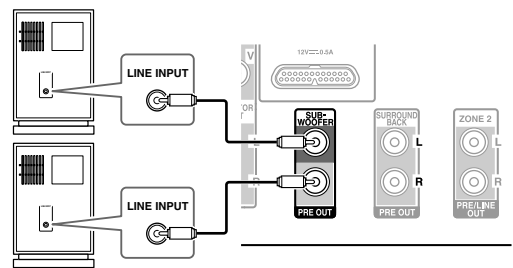 12V⎓0.5A
V
LINE INPUT
TOR
T
SUB-
WOOFER
SURROUND
BACK
ZONE 2
L
L
L
R
R
R
LINE INPUT
PRE OUT
PRE OUT
PRE/LINE
OUT